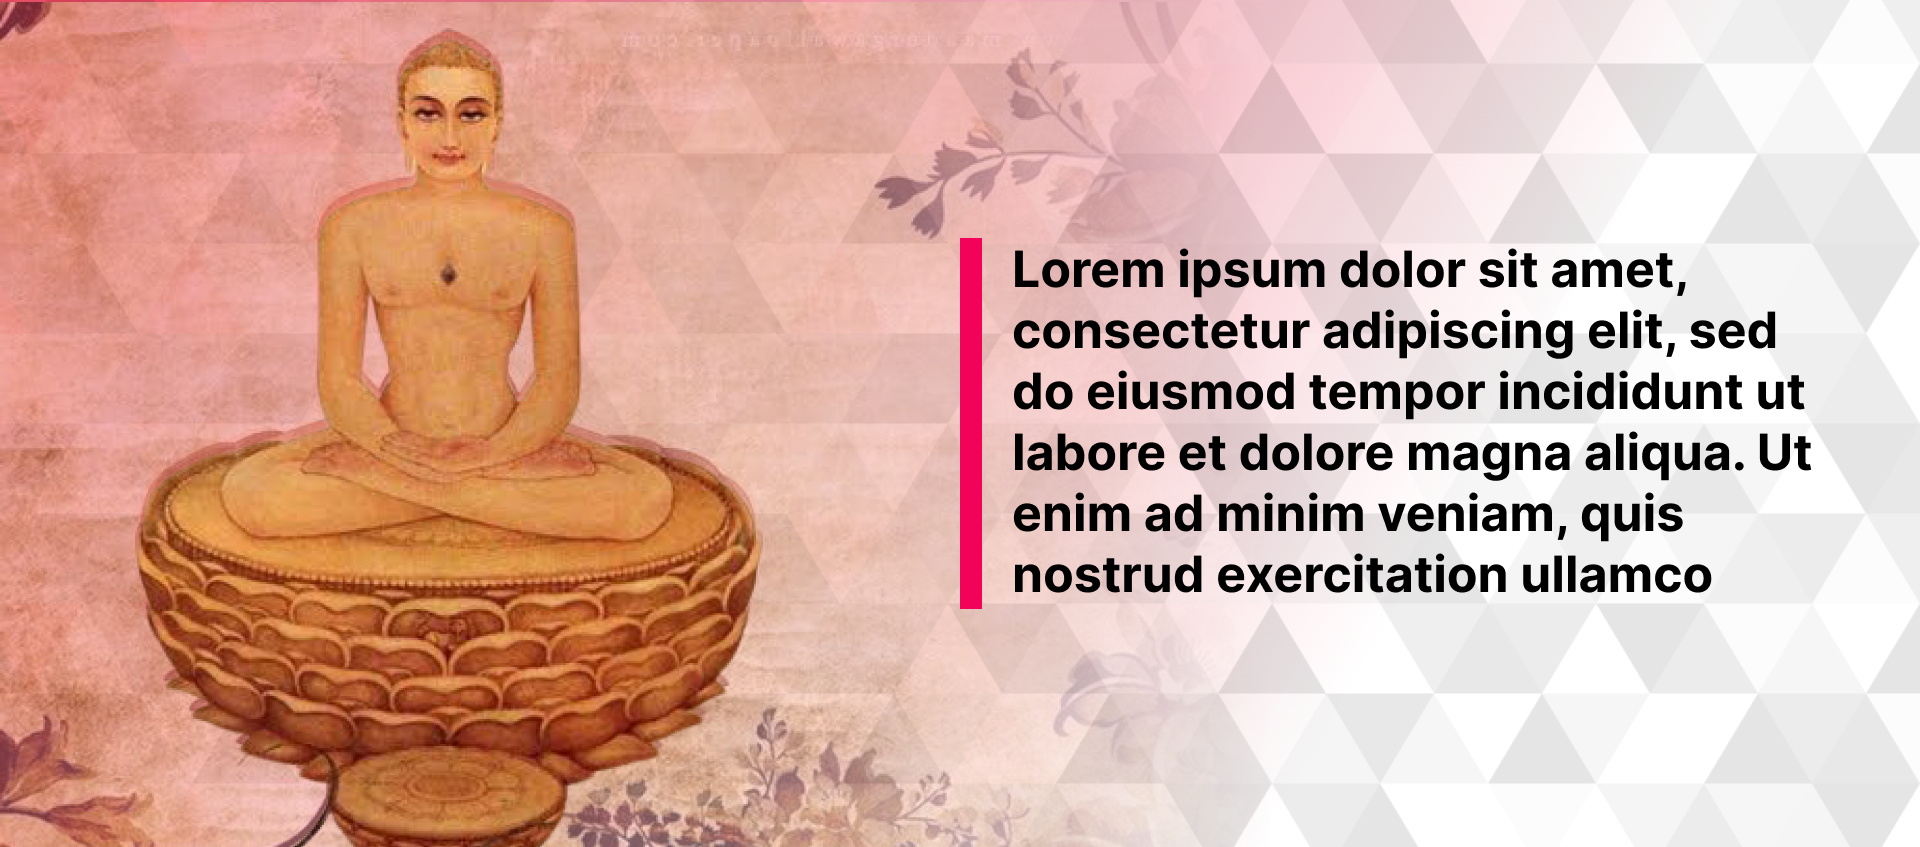 Lorem ipsum dolor sit amet,
consectetur adipiscing elit, sed
do eiusmod tempor incididunt ut
labore et dolore magna aliqua. Ut
enim ad minim veniam, quis
nostrud exercitation ullamco